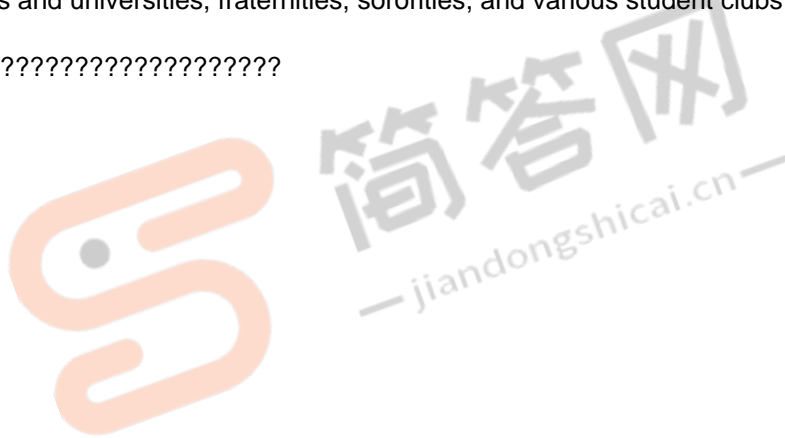 s and universities, fraternities, sororities, and various student clubs
???????????????????
简答网
jiandongshicai.cn